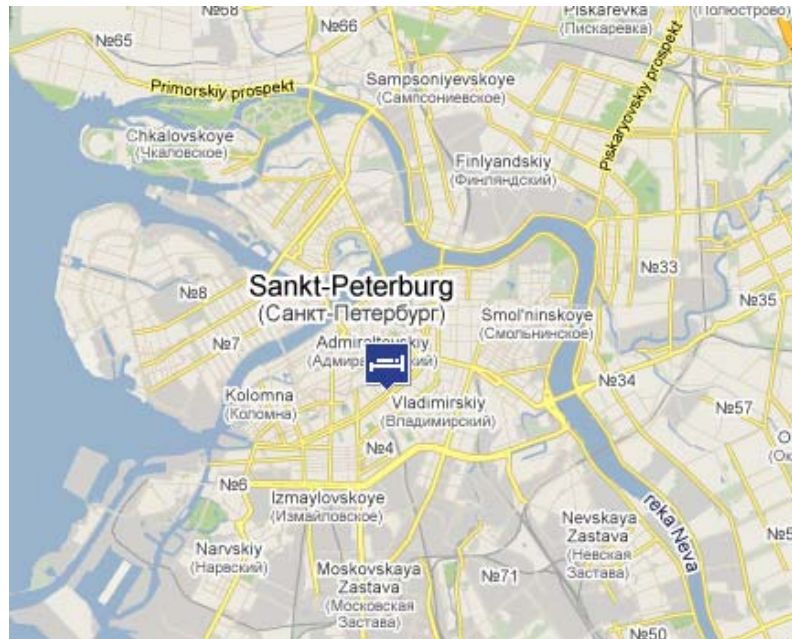 №68
Piskarevka
(Пискаревка)
(Полюстрово)
№65
№66
Primorskiy prospekt
Sampsoniyevskoye
(Сампсониевское)
Piskaryovskiy prospekt
Chkalovskoye
(Чкаловское)
Finlyandskiy
(Финляндский)
№33
Sankt-Peterburg
(Санкт-Петербург)
№8
№35
Smol'ninskoye
(Смольнинское)
№7
Admiralteyskiy
№34
Kolomna
(Коломна)
Vladimirskiy
(Владимирский)
№57
№4
№6
Izmaylovskoye
(Измайловское)
reka Neva
Nevskaya
Zastava
(Невская
Застава)
Narvskiy
(Нарвский)
Moskovskaya
Zastava
(Московская
Застава)
№71
№50